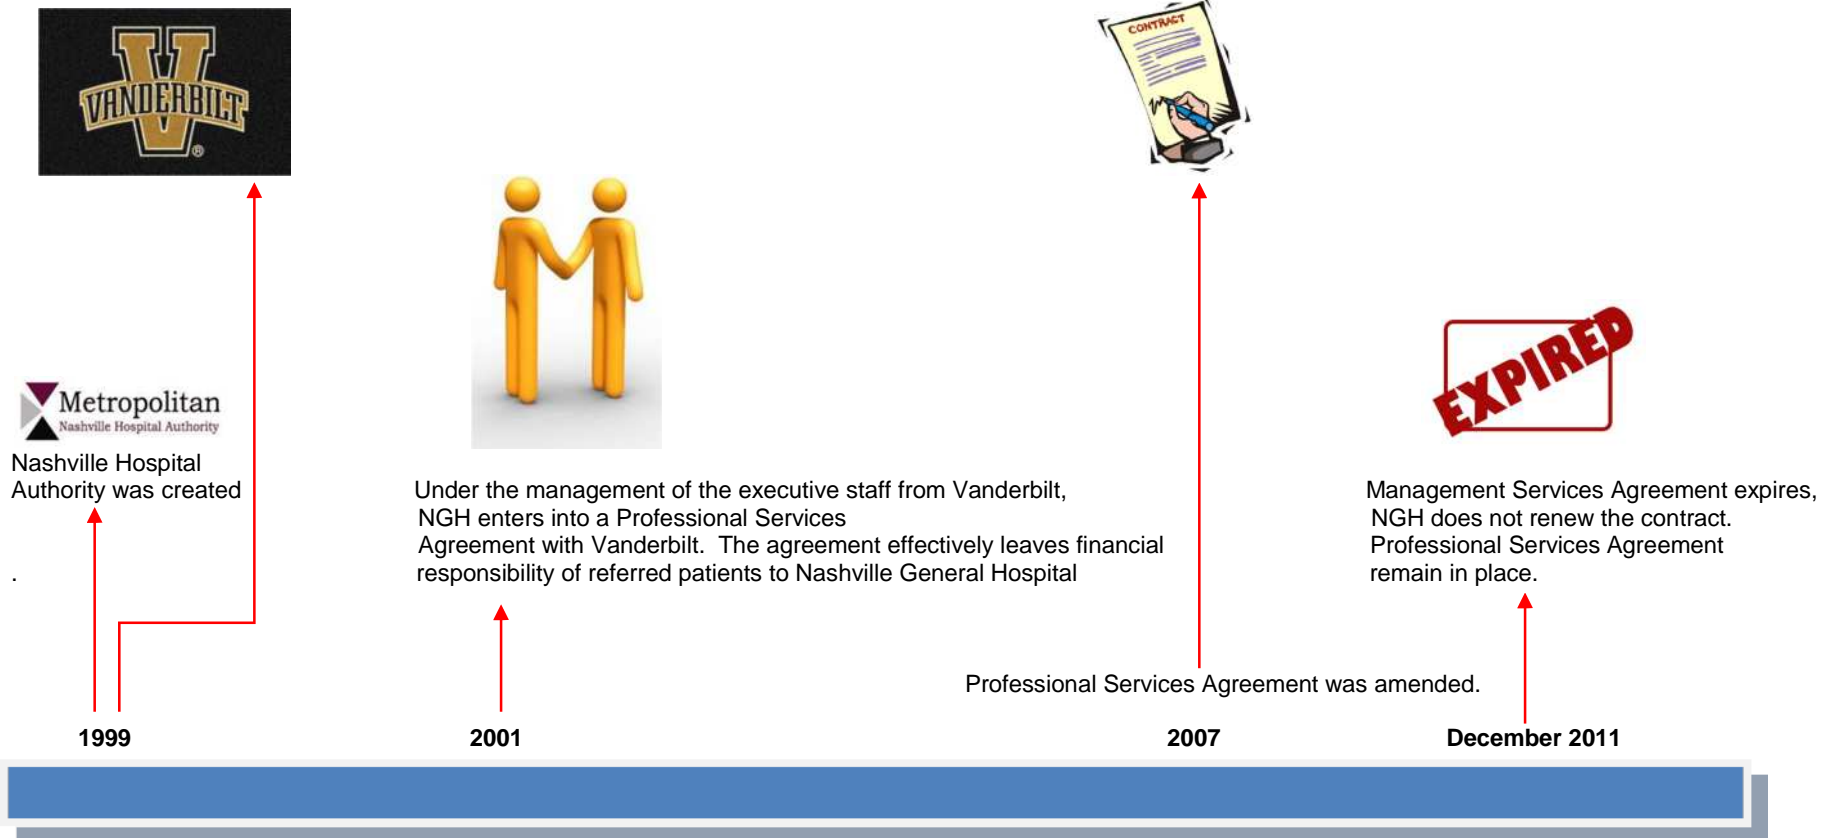 VANDERBILT
V
®
CONTRACT
EXPIRED
Metropolitan
Nashville Hospital Authority
Nashville Hospital
Authority was created
.
Under the management of the executive staff from Vanderbilt,
NGH enters into a Professional Services
Agreement with Vanderbilt. The agreement effectively leaves financial
responsibility of referred patients to Nashville General Hospital
Management Services Agreement expires,
NGH does not renew the contract.
Professional Services Agreement
remain in place.
Professional Services Agreement was amended.
1999
2001
2007
December 2011